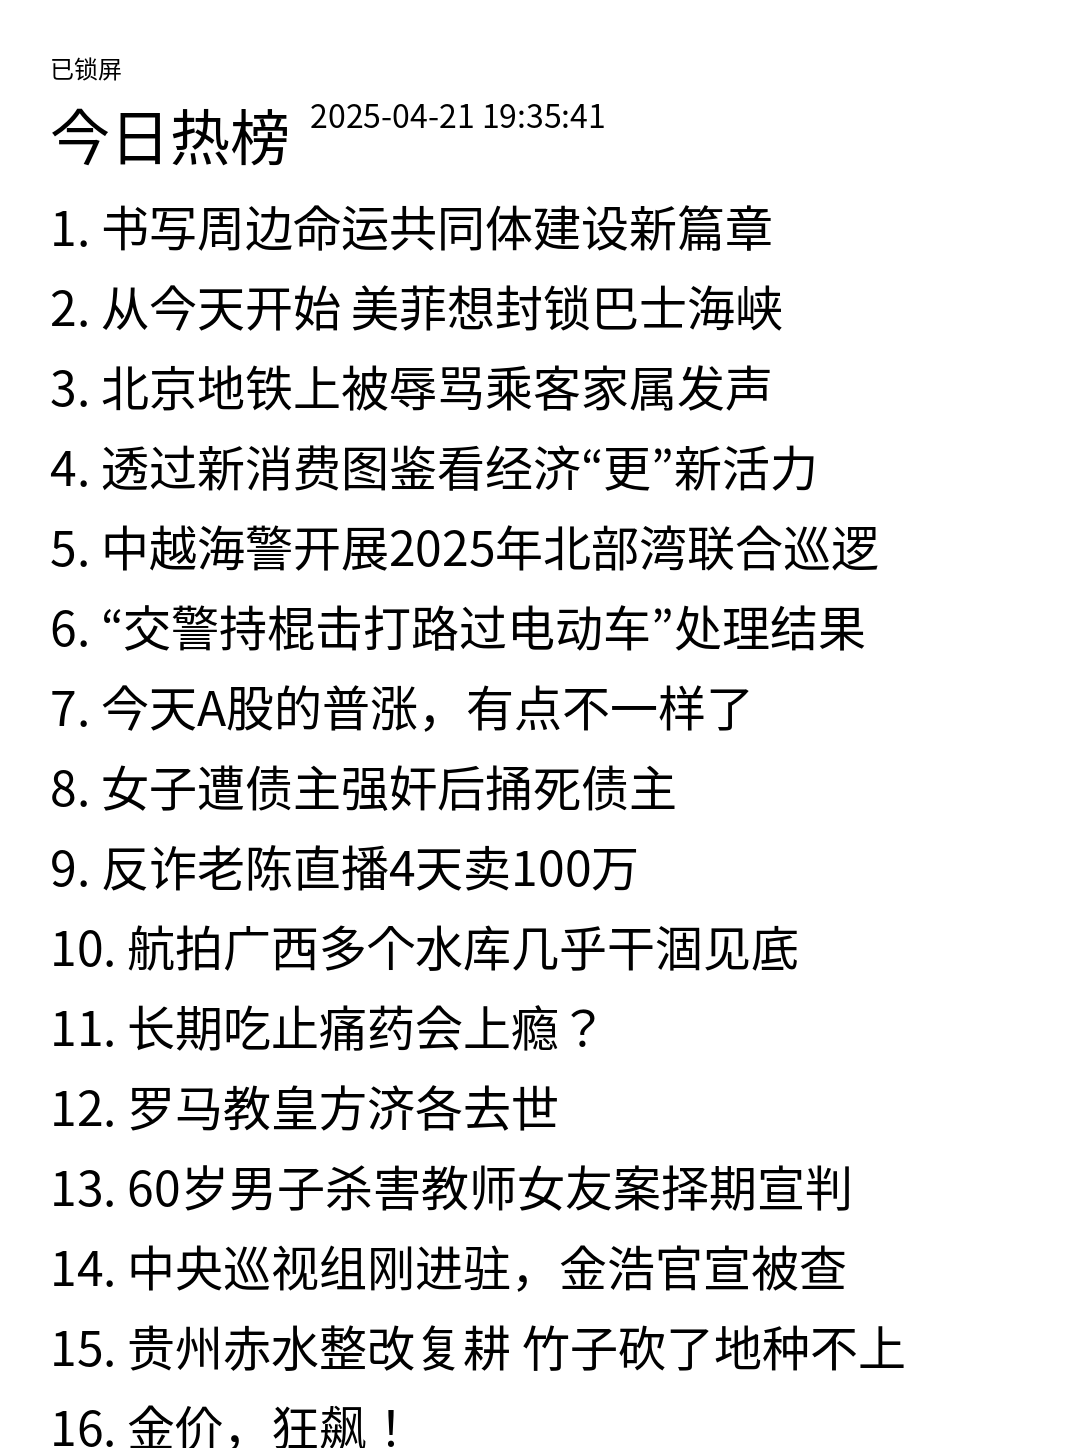 已锁屏
今日热榜 2025-04-21 19:35:41
1. 书写周边命运共同体建设新篇章
2. 从今天开始 美菲想封锁巴士海峡
3. 北京地铁上被辱骂乘客家属发声
4. 透过新消费图鉴看经济“更”新活力
5. 中越海警开展2025年北部湾联合巡逻
6. “交警持棍击打路过电动车”处理结果
7. 今天A股的普涨，有点不一样了
8. 女子遭债主强奸后捅死债主
9. 反诈老陈直播4天卖100万
10. 航拍广西多个水库几乎干涸见底
11. 长期吃止痛药会上瘾？
12. 罗马教皇方济各去世
13. 60岁男子杀害教师女友案择期宣判
14. 中央巡视组刚进驻，金浩官宣被查
15. 贵州赤水整改复耕 竹子砍了地种不上
16. 金价，狂飙！